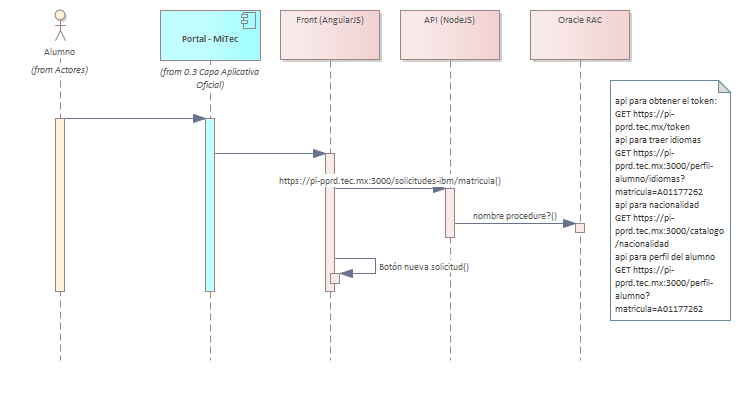 Alumno
(from Actores)
Portal - MiTec
(from 0.3 Capa Aplicativa
Oficial)
Front (AngularJS)
API (NodeJS)
Oracle RAC
https://pi-pprd.tec.mx:3000/solicitudes-ibm/matricula()
nombre procedure?()
Botón nueva solicitud()
api para obtener el token:
GET https://pi-
pprd.tec.mx/token
api para traer idiomas
GET https://pi-
pprd.tec.mx:3000/perfil-
alumno/idiomas?
matricula=A01177262
api para nacionalidad
GET https://pi-
pprd.tec.mx:3000/catalogo
/nacionalidad
api para perfil del alumno
GET https://pi-
pprd.tec.mx:3000/perfil-
alumno?
matricula=A01177262